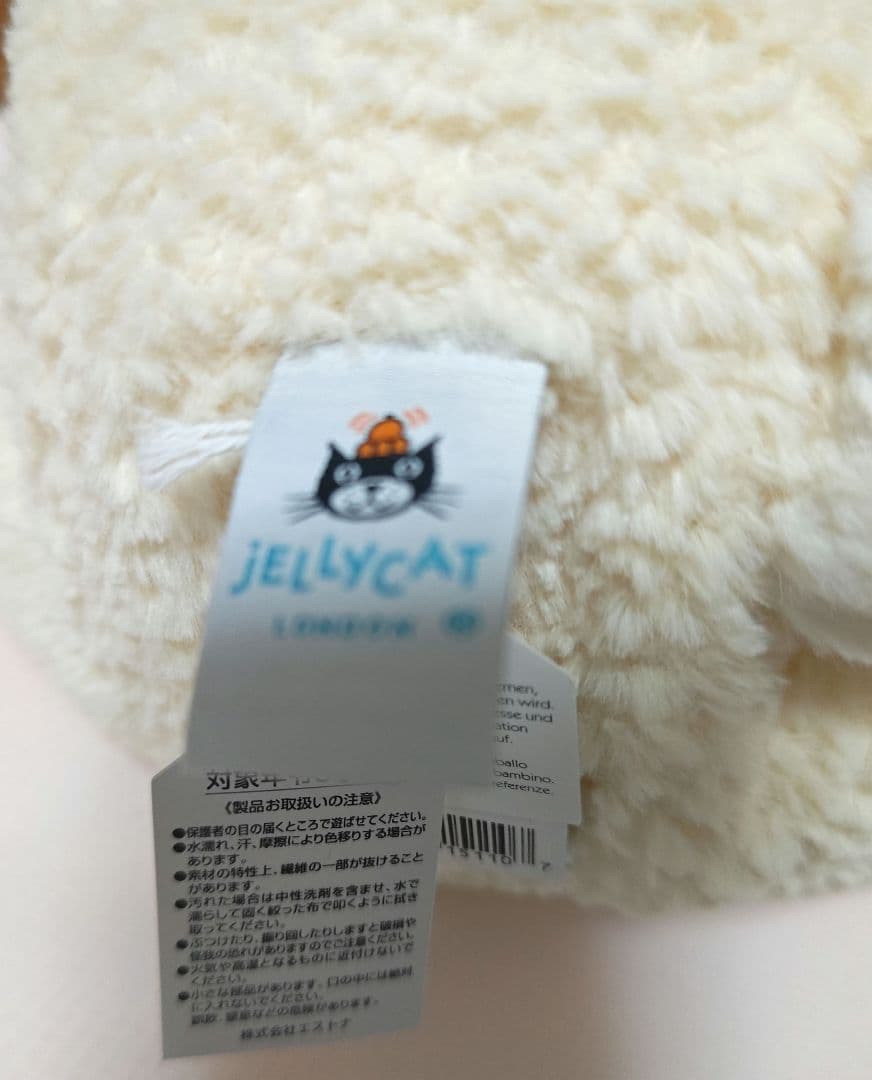 JELLYCAT
LONDON
emen,
en wird.
sse und
ation
uf.
ballo
bambino.
eferenze.
対象年
《製品お取扱いの注意》
●保護者の目の届くところで遊ばせてください。
●水濡れ、汗、摩擦により色移りする場合が
あります。
●素材の特性上、繊維の一部が抜けること
があります。
●汚れた場合は中性洗剤を含ませ、水で
濡らして固く絞った布で叩くように拭き
取ってください。
●ぶつけたり、振り回したりしますと破損や
怪我の恐れがありますのでご注意ください。
●火気や高温となるものに近付けないで
ください。
●小さな部品があります。口の中には絶対
に入れないでください。
誤飲、窒息などの危険があります。
株式会社エストナ
15110 7